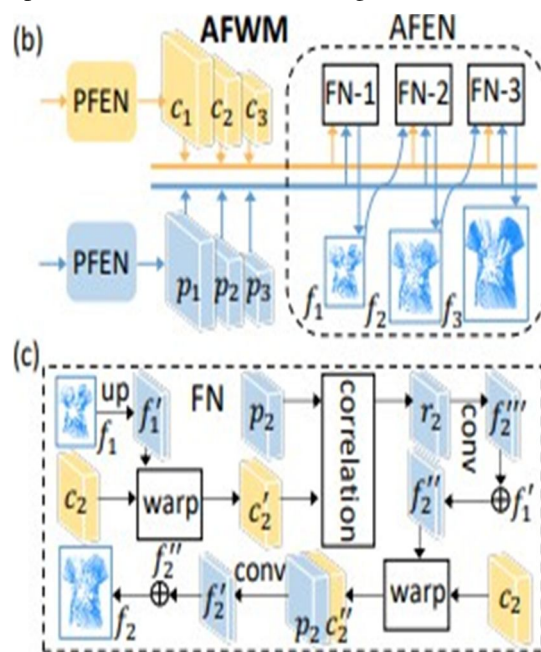 (b) AFWM AFEN
PFEN c₁ c₂ c₃ FN-1 FN-2 FN-3
PFEN p₁ p₂ p₃ f₁ f₂ f₃
(c) FN
up f₁ f₁′ p₂ correlation r₂ conv f₂‴
c₂ warp c₂′ f₂″ ⊕ f₁′
f₂ ⊕ f₂″ f₂′ conv p₂ c₂″ warp c₂